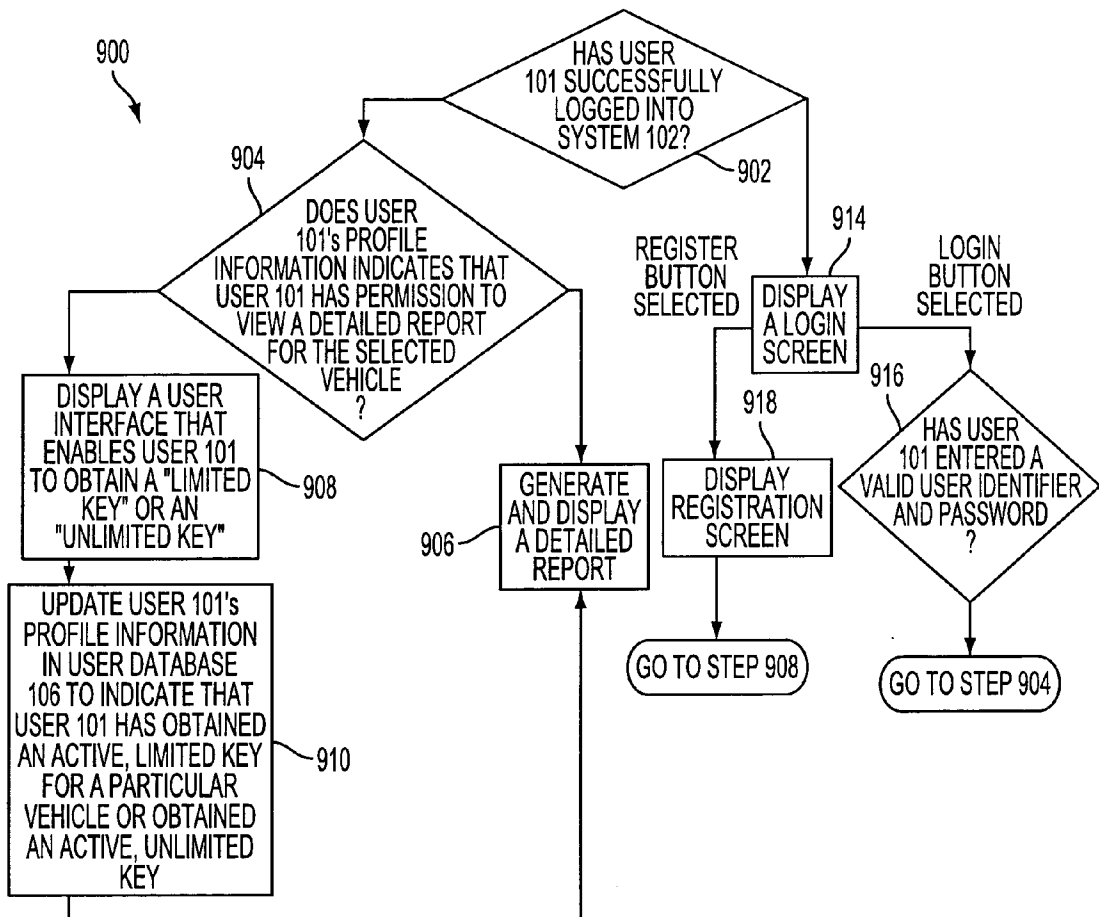 900
HAS USER
101 SUCCESSFULLY
LOGGED INTO
SYSTEM 102?
902
904
DOES USER
101's PROFILE
INFORMATION INDICATES THAT
USER 101 HAS PERMISSION TO
VIEW A DETAILED REPORT
FOR THE SELECTED
VEHICLE
?
914
REGISTER
BUTTON
SELECTED
LOGIN
BUTTON
SELECTED
DISPLAY
A LOGIN
SCREEN
DISPLAY A USER
INTERFACE THAT
ENABLES USER 101
TO OBTAIN A "LIMITED
KEY" OR AN
"UNLIMITED KEY"
908
906
GENERATE
AND DISPLAY
A DETAILED
REPORT
918
DISPLAY
REGISTRATION
SCREEN
916
HAS USER
101 ENTERED A
VALID USER IDENTIFIER
AND PASSWORD
?
UPDATE USER 101's
PROFILE INFORMATION
IN USER DATABASE
106 TO INDICATE THAT
USER 101 HAS OBTAINED
AN ACTIVE, LIMITED KEY
FOR A PARTICULAR
VEHICLE OR OBTAINED
AN ACTIVE, UNLIMITED
KEY
910
GO TO STEP 908
GO TO STEP 904